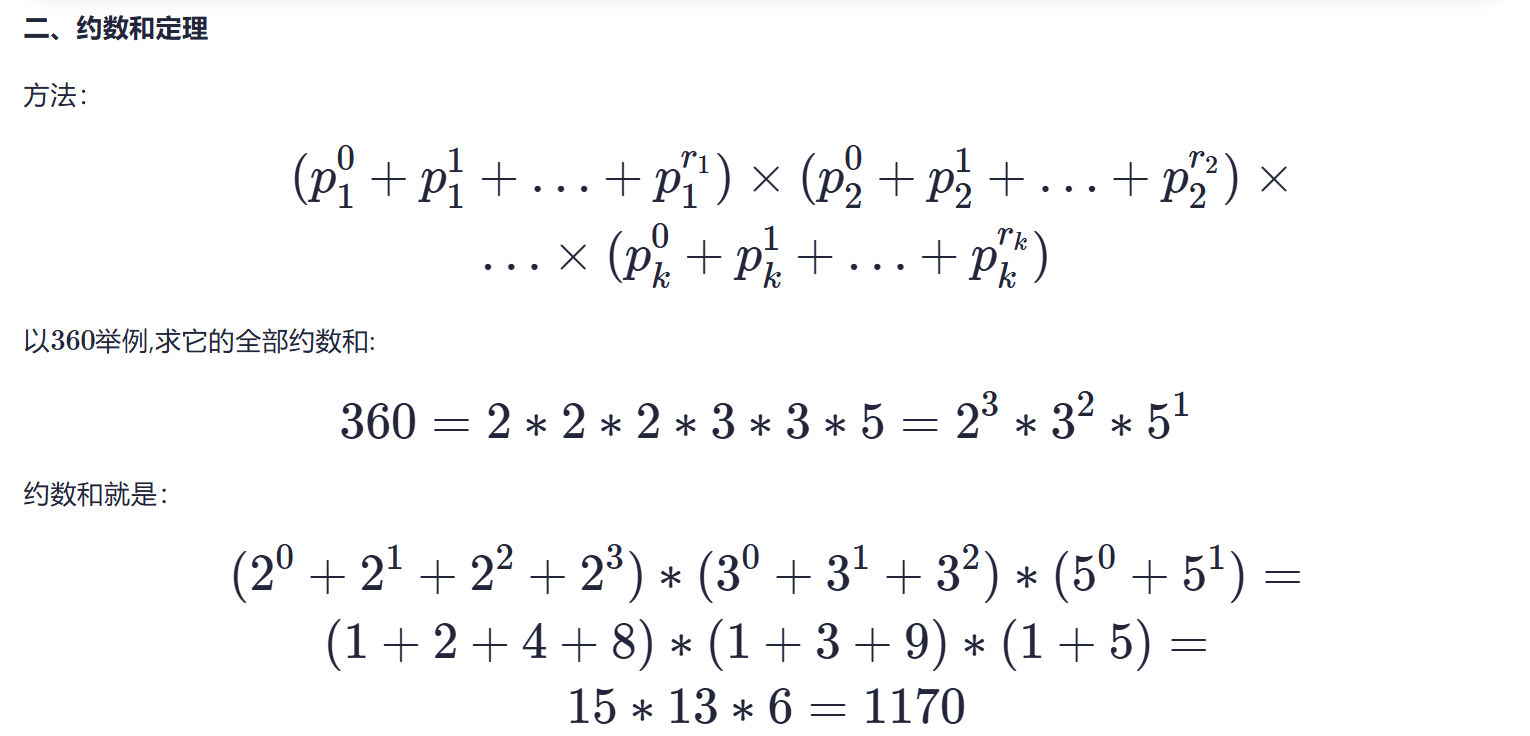 二、约数和定理
方法：
(p_1^0 + p_1^1 + … + p_1^{r_1}) × (p_2^0 + p_2^1 + … + p_2^{r_2}) ×
… × (p_k^0 + p_k^1 + … + p_k^{r_k})
以360举例,求它的全部约数和:
360 = 2 * 2 * 2 * 3 * 3 * 5 = 2^3 * 3^2 * 5^1
约数和就是：
(2^0 + 2^1 + 2^2 + 2^3) * (3^0 + 3^1 + 3^2) * (5^0 + 5^1) =
(1 + 2 + 4 + 8) * (1 + 3 + 9) * (1 + 5) =
15 * 13 * 6 = 1170